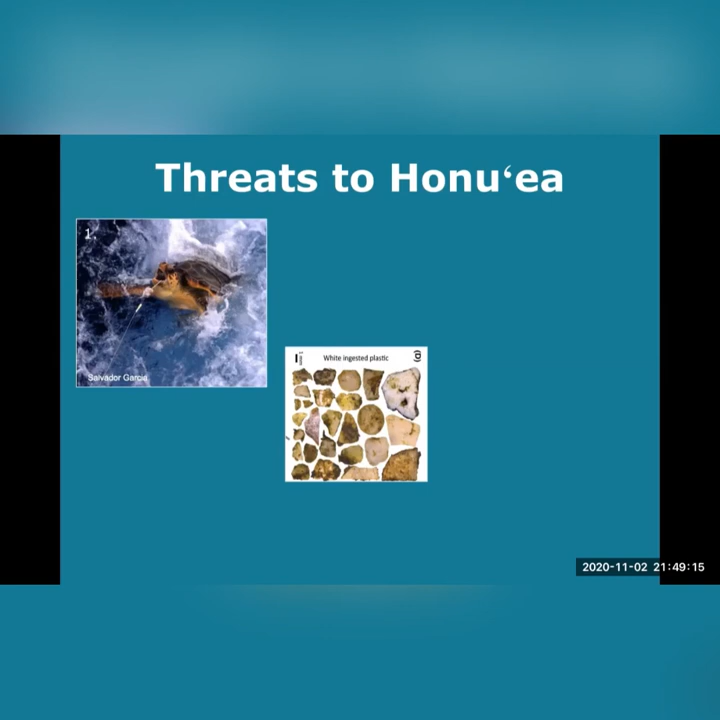 Threats to Honuʻea
1.
Salvador Garcia
White ingested plastic
(a)
2020-11-02 21:49:15